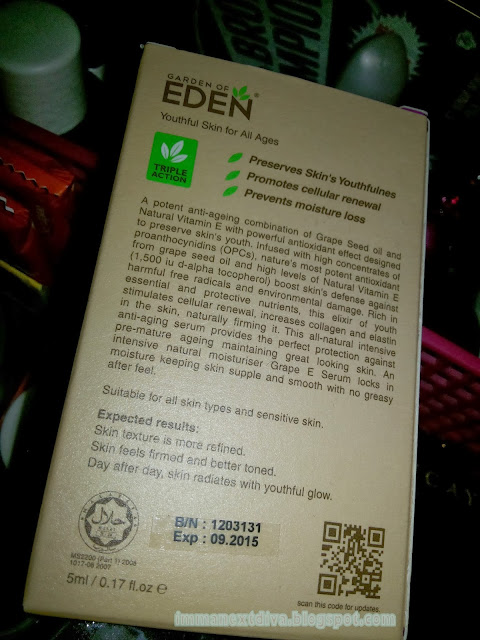 GARDEN OF
EDEN®
Youthful Skin for All Ages
TRIPLE
ACTION
Preserves Skin's Youthfulnes
Promotes cellular renewal
Prevents moisture loss
A potent anti-ageing combination of Grape Seed oil and
Natural Vitamin E with powerful antioxidant effect designed
to preserve skin's youth. Infused with high concentrates of
proanthocynidins (OPCs), nature's most potent antioxidant
from grape seed oil and high levels of Natural Vitamin E
(1,500 iu d-alpha tocopherol) boost skin's defense against
harmful free radicals and environmental damage. Rich in
essential and protective nutrients, this elixir of youth
stimulates cellular renewal, increases collagen and elastin
in the skin, naturally firming it. This all-natural intensive
anti-aging serum provides the perfect protection against
pre-mature ageing maintaining great looking skin. An
intensive natural moisturiser Grape E Serum locks in
moisture keeping skin supple and smooth with no greasy
after feel.
Suitable for all skin types and sensitive skin.
Expected results:
Skin texture is more refined.
Skin feels firmed and better toned.
Day after day, skin radiates with youthful glow.
حلال
B/N : 1203131
Exp : 09.2015
MS2200 (Part 1) 2008
1017-08 2007
5ml / 0.17 fl.oz e
scan this code for updates.